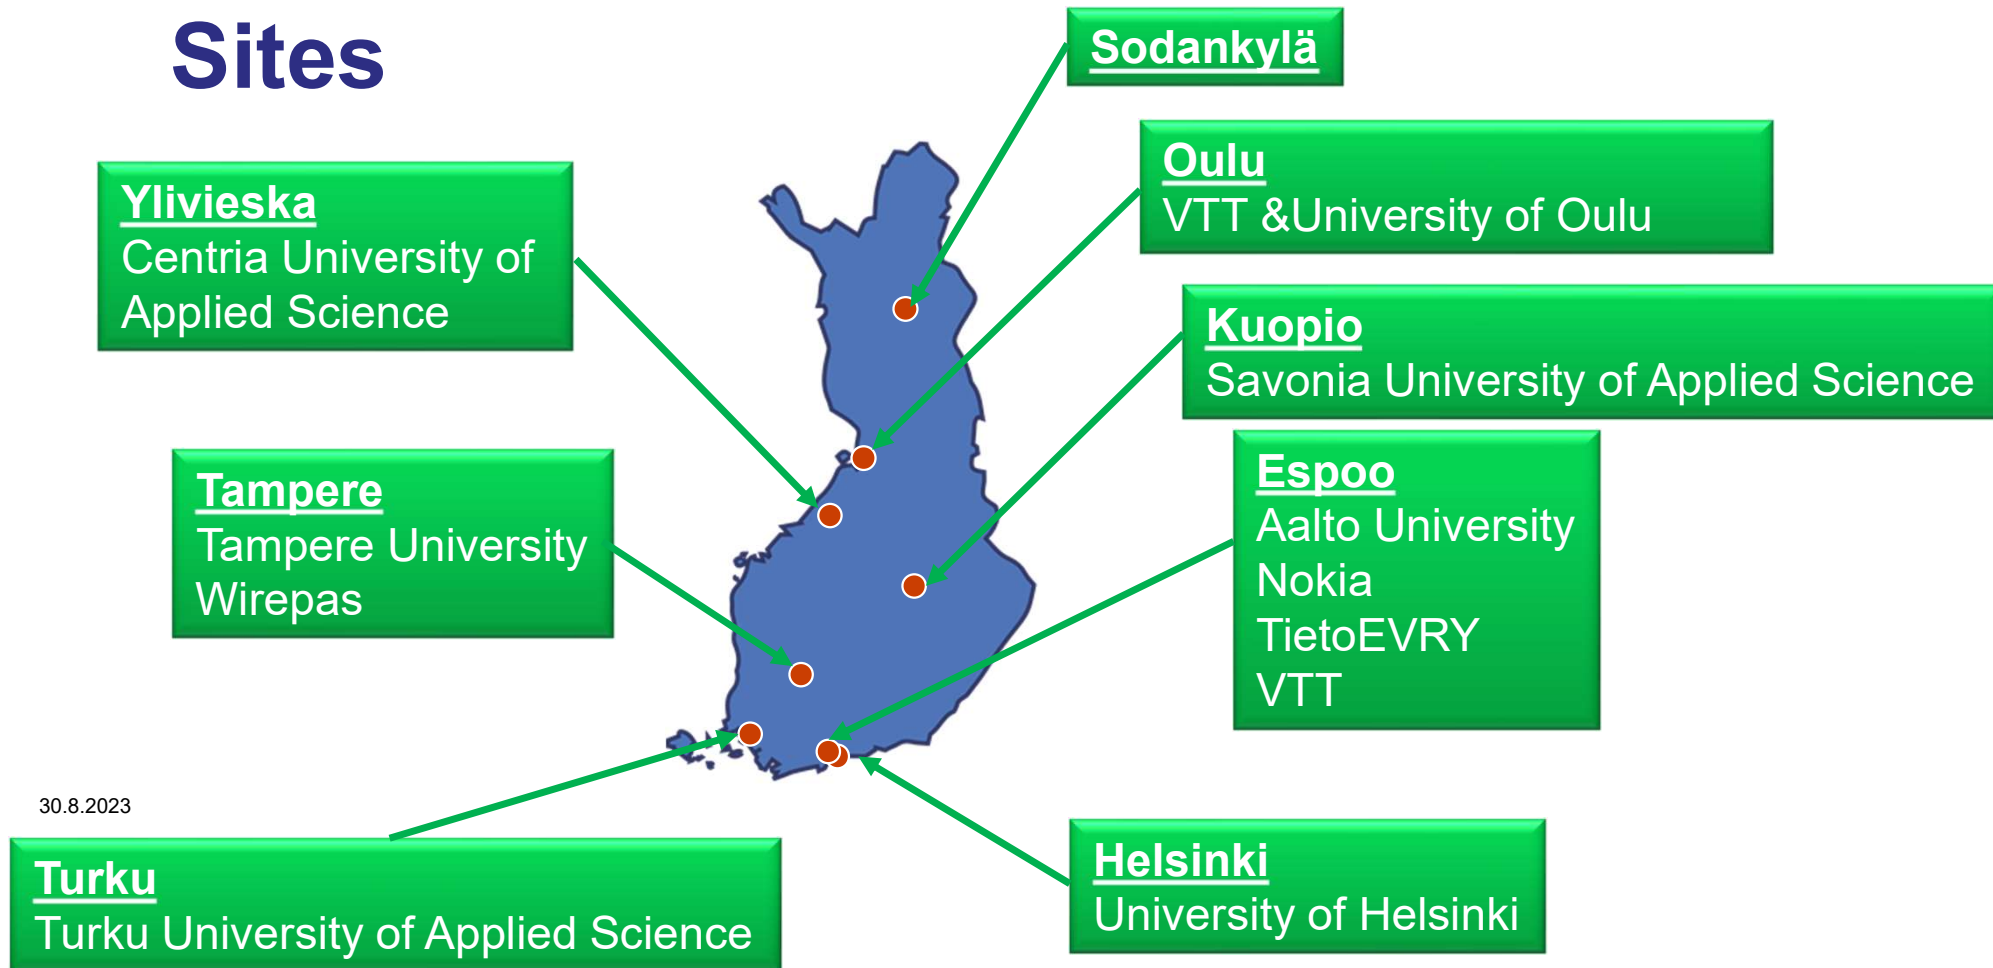 Sites
Sodankylä
Oulu
VTT &University of Oulu
Ylivieska
Centria University of
Applied Science
Kuopio
Savonia University of Applied Science
Tampere
Tampere University
Wirepas
Espoo
Aalto University
Nokia
TietoEVRY
VTT
30.8.2023
Turku
Turku University of Applied Science
Helsinki
University of Helsinki